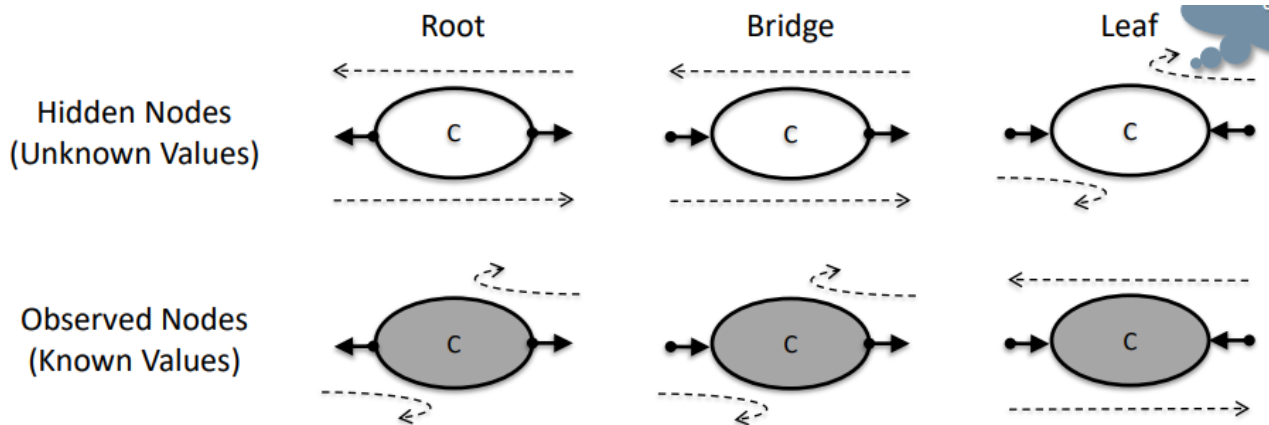 Root
Bridge
Leaf
Hidden Nodes
(Unknown Values)
C
C
C
Observed Nodes
(Known Values)
C
C
C